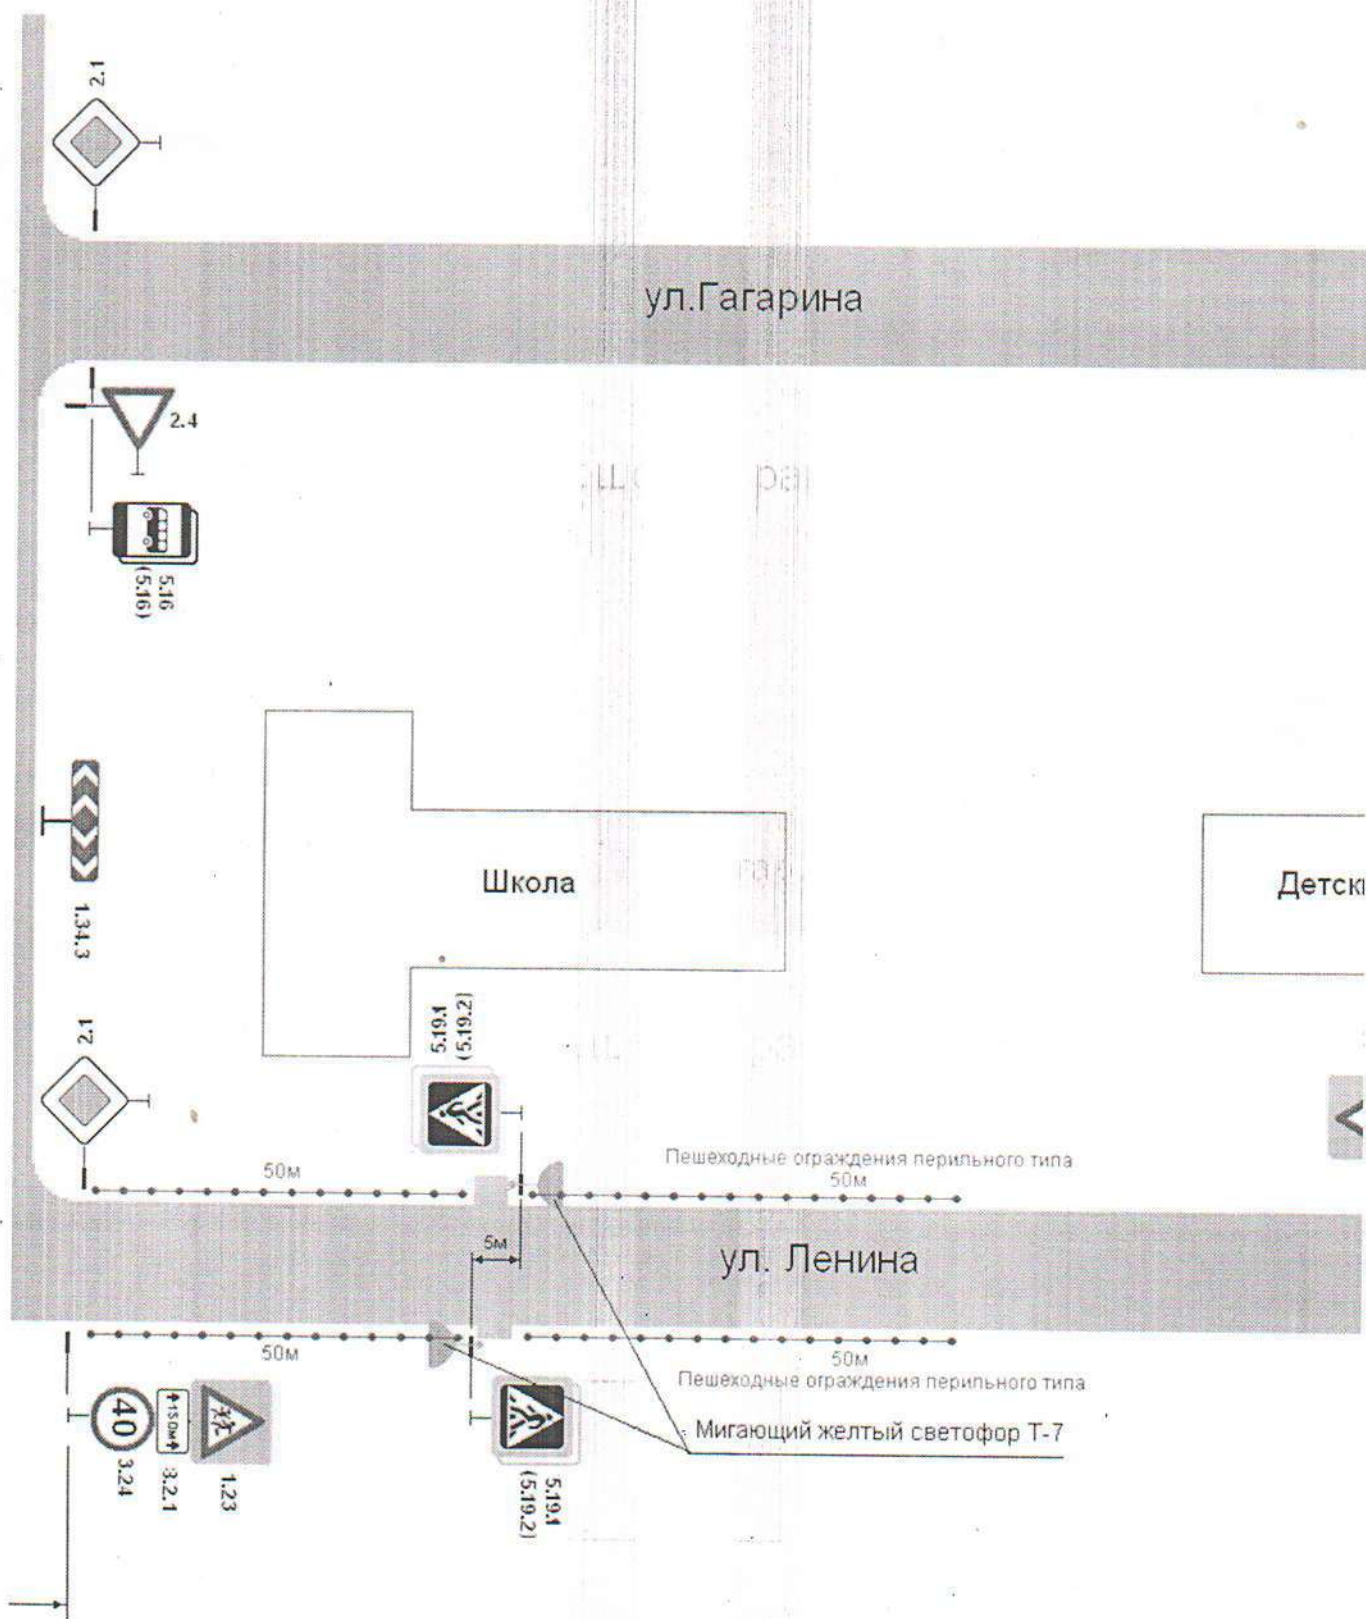 2.1
ул.Гагарина
2.4
5.16
(5.16)
1.34.3
Школа
2.1
5.19.1
(5.19.2)
50м
Пешеходные ограждения перильного типа
50м
5м
ул. Ленина
50м
50м
Пешеходные ограждения перильного типа
Мигающий желтый светофор Т-7
40
3.24
150м
8.2.1
1.23
5.19.1
(5.19.2)